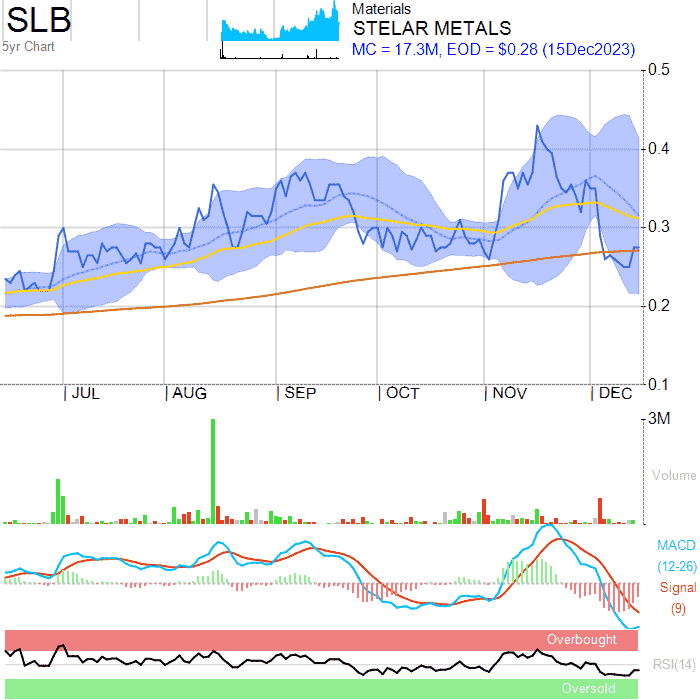 SLB
5yr Chart
Materials
STELAR METALS
MC = 17.3M, EOD = $0.28 (15Dec2023)
0.5
0.4
0.3
0.2
0.1
JUL AUG SEP OCT NOV DEC
3M
Volume
MACD
(12-26)
Signal
(9)
Overbought
RSI(14)
Oversold